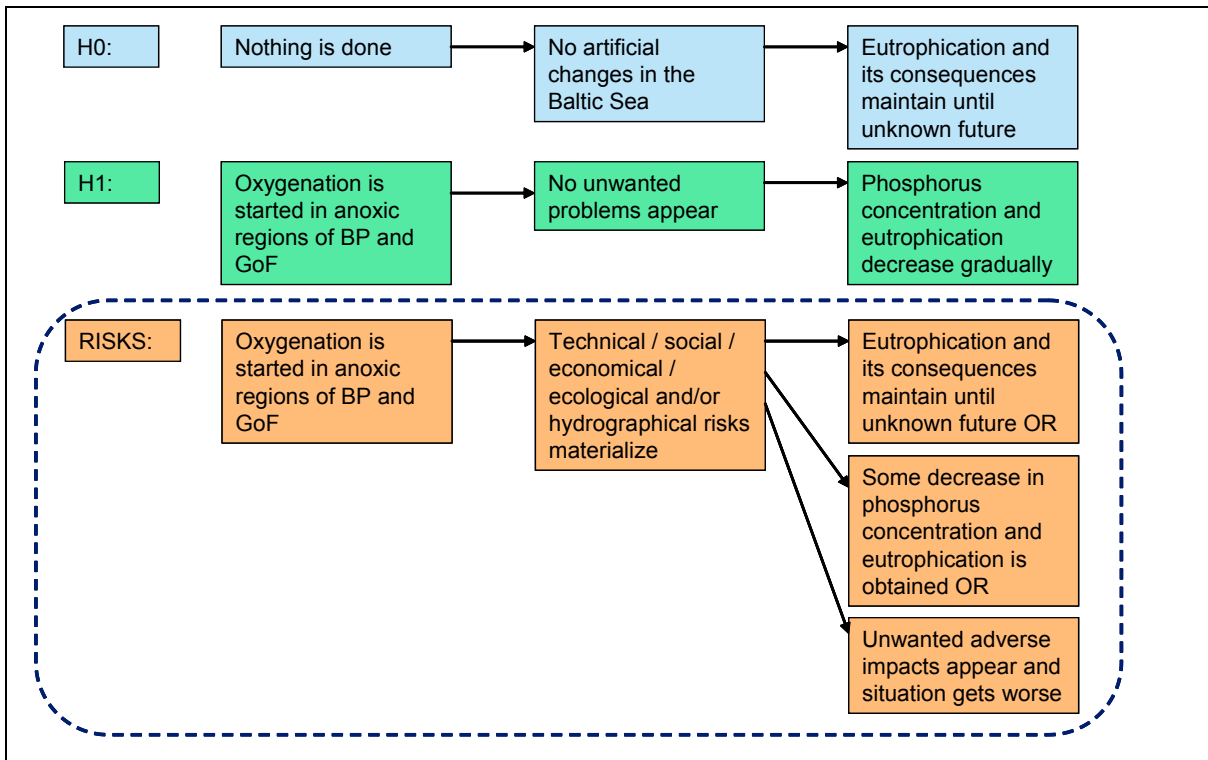 H0:
Nothing is done
No artificial
changes in the
Baltic Sea
Eutrophication and
its consequences
maintain until
unknown future
H1:
Oxygenation is
started in anoxic
regions of BP and
GoF
No unwanted
problems appear
Phosphorus
concentration and
eutrophication
decrease gradually
RISKS:
Oxygenation is
started in anoxic
regions of BP and
GoF
Technical / social /
economical /
ecological and/or
hydrographical risks
materialize
Eutrophication and
its consequences
maintain until
unknown future OR
Some decrease in
phosphorus
concentration and
eutrophication is
obtained OR
Unwanted adverse
impacts appear and
situation gets worse